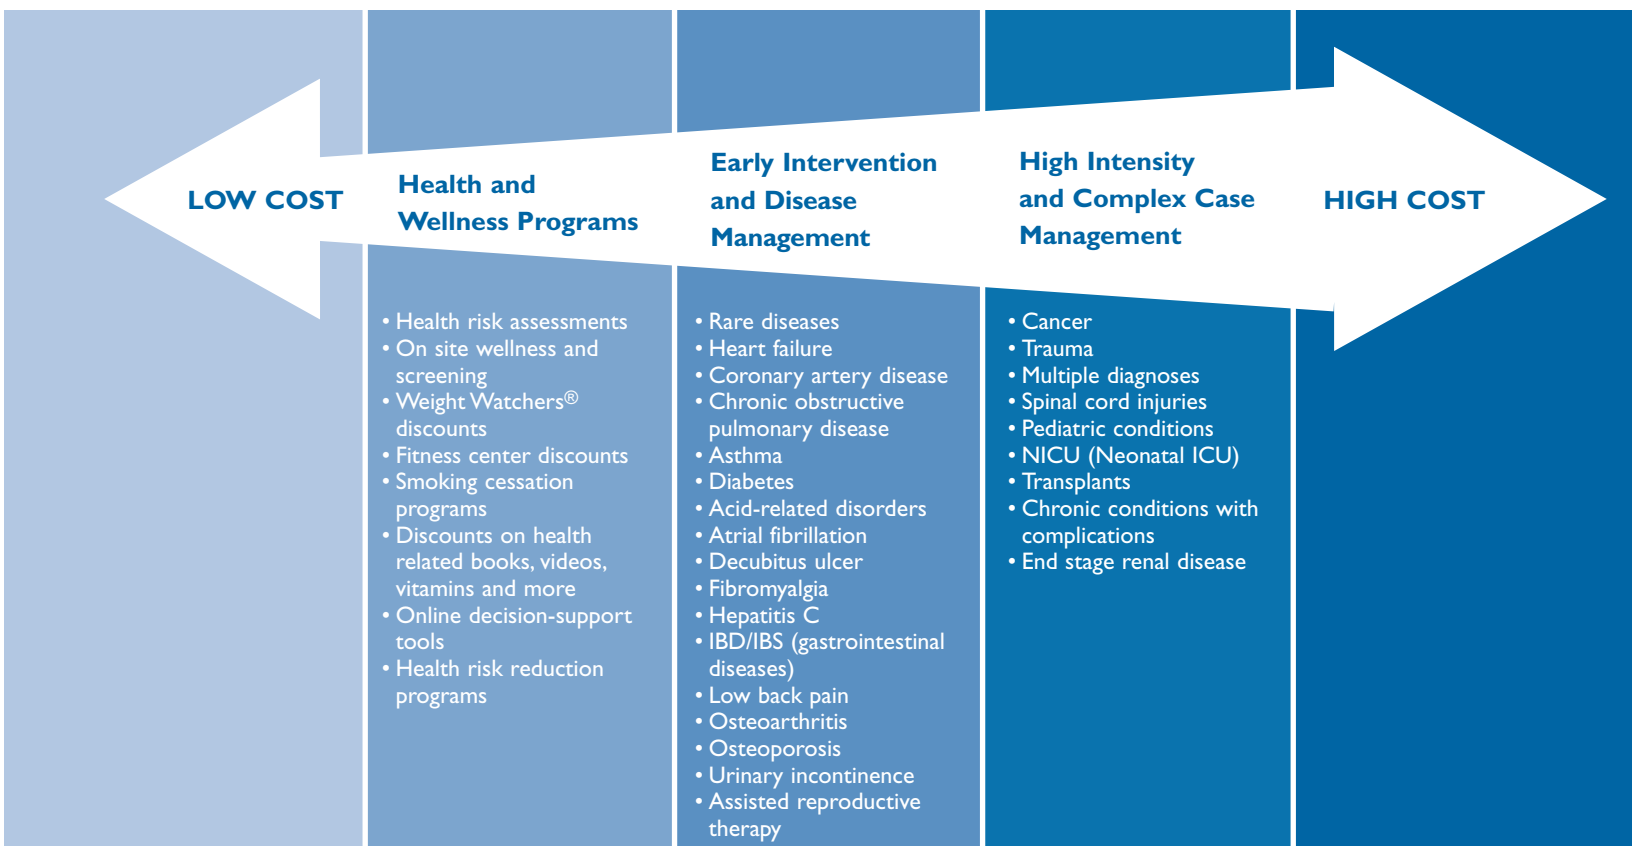 LOW COST
Health and
Wellness Programs
Early Intervention
and Disease
Management
High Intensity
and Complex Case
Management
HIGH COST
• Health risk assessments
• On site wellness and
screening
• Weight Watchers®
discounts
• Fitness center discounts
• Smoking cessation
programs
• Discounts on health
related books, videos,
vitamins and more
• Online decision-support
tools
• Health risk reduction
programs
• Rare diseases
• Heart failure
• Coronary artery disease
• Chronic obstructive
pulmonary disease
• Asthma
• Diabetes
• Acid-related disorders
• Atrial fibrillation
• Decubitus ulcer
• Fibromyalgia
• Hepatitis C
• IBD/IBS (gastrointestinal
diseases)
• Low back pain
• Osteoarthritis
• Osteoporosis
• Urinary incontinence
• Assisted reproductive
therapy
• Cancer
• Trauma
• Multiple diagnoses
• Spinal cord injuries
• Pediatric conditions
• NICU (Neonatal ICU)
• Transplants
• Chronic conditions with
complications
• End stage renal disease